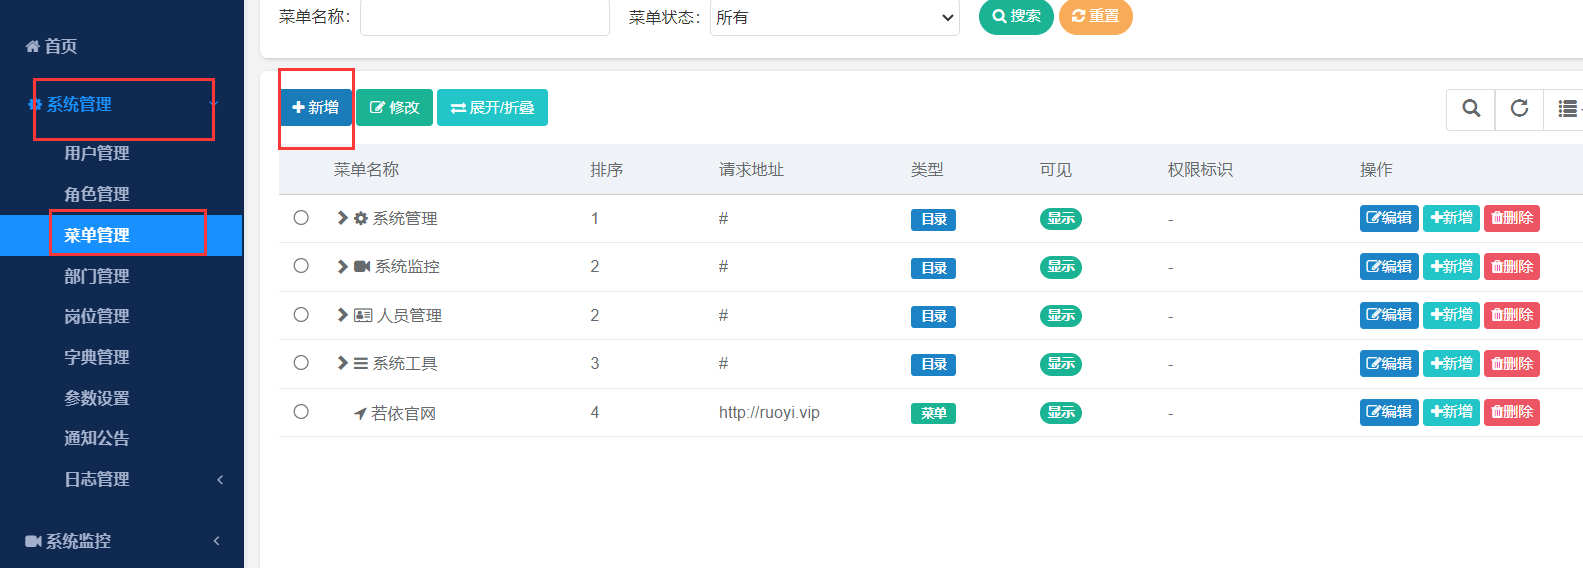 菜单名称：
菜单状态： 所有
搜索
重置
首页
系统管理
用户管理
角色管理
菜单管理
部门管理
岗位管理
字典管理
参数设置
通知公告
日志管理
系统监控
新增 修改 展开/折叠
菜单名称 排序 请求地址 类型 可见 权限标识 操作
系统管理 1 # 目录 显示 - 编辑 新增 删除
系统监控 2 # 目录 显示 - 编辑 新增 删除
人员管理 2 # 目录 显示 - 编辑 新增 删除
系统工具 3 # 目录 显示 - 编辑 新增 删除
若依官网 4 http://ruoyi.vip 菜单 显示 - 编辑 新增 删除